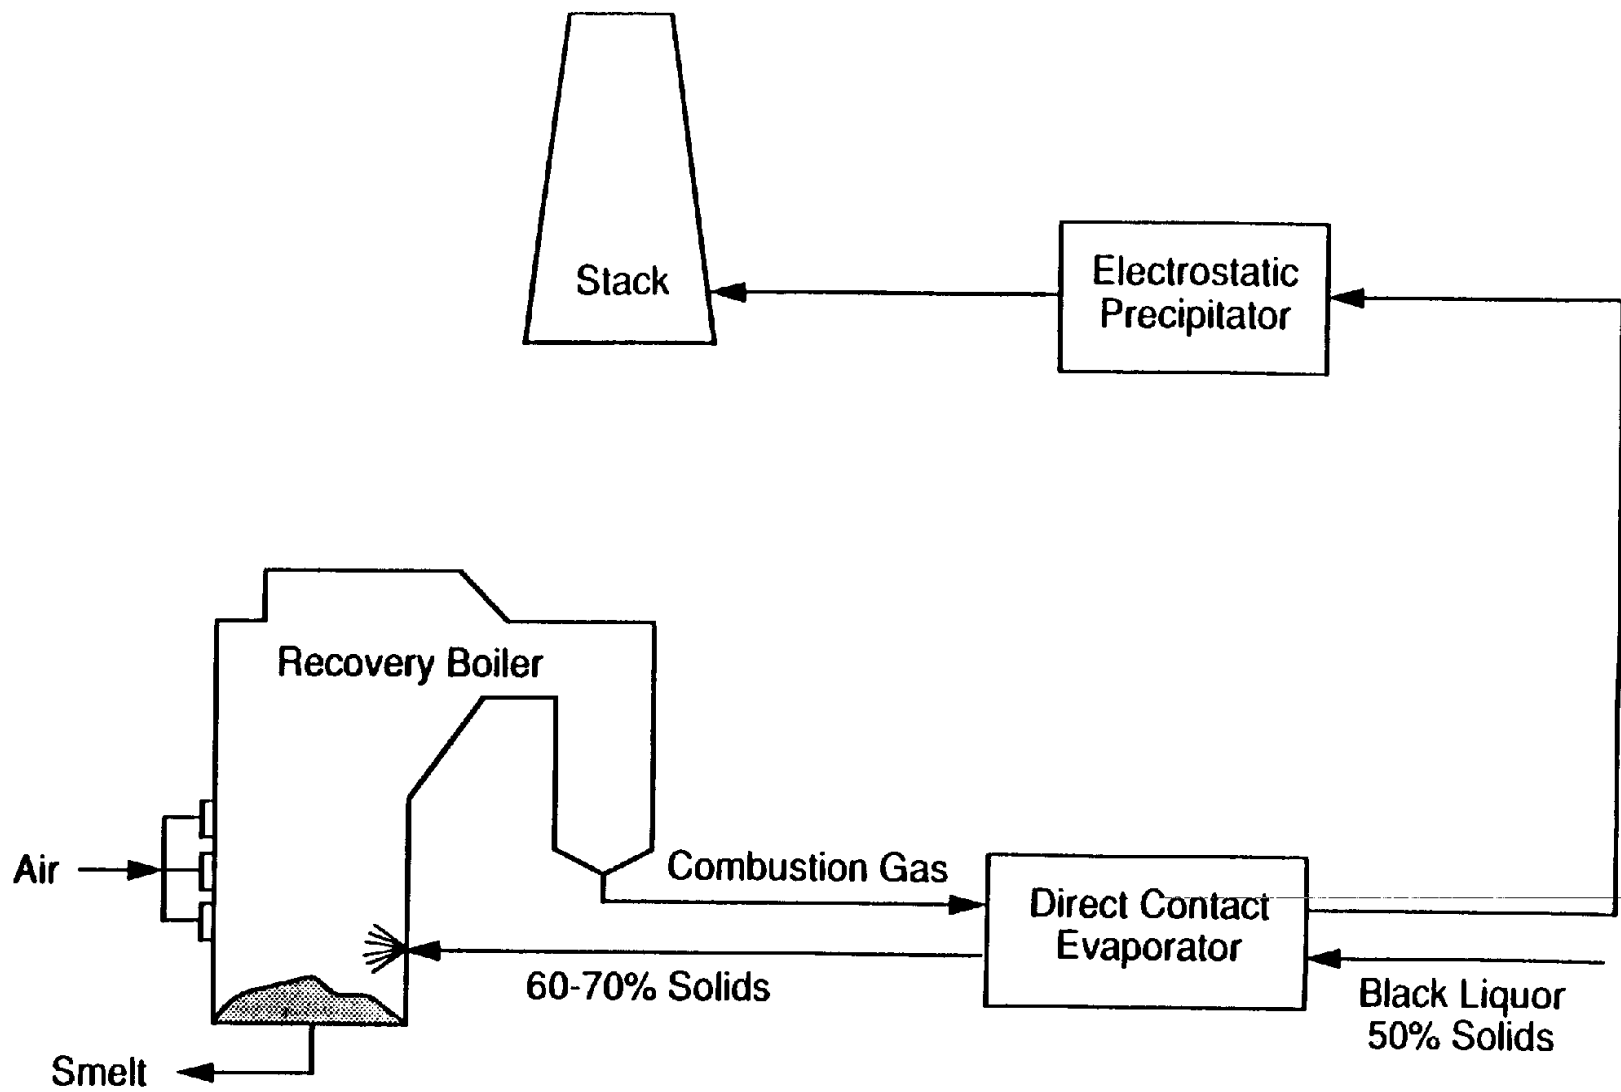 Stack
Electrostatic
Precipitator
Recovery Boiler
Air
Combustion Gas
Direct Contact
Evaporator
60-70% Solids
Black Liquor
50% Solids
Smelt